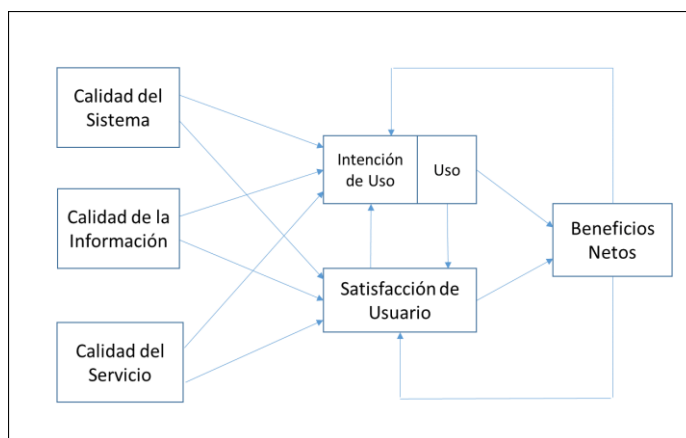 Calidad del
Sistema
Calidad de la
Información
Calidad del
Servicio
Intención
de Uso
Uso
Satisfacción de
Usuario
Beneficios
Netos